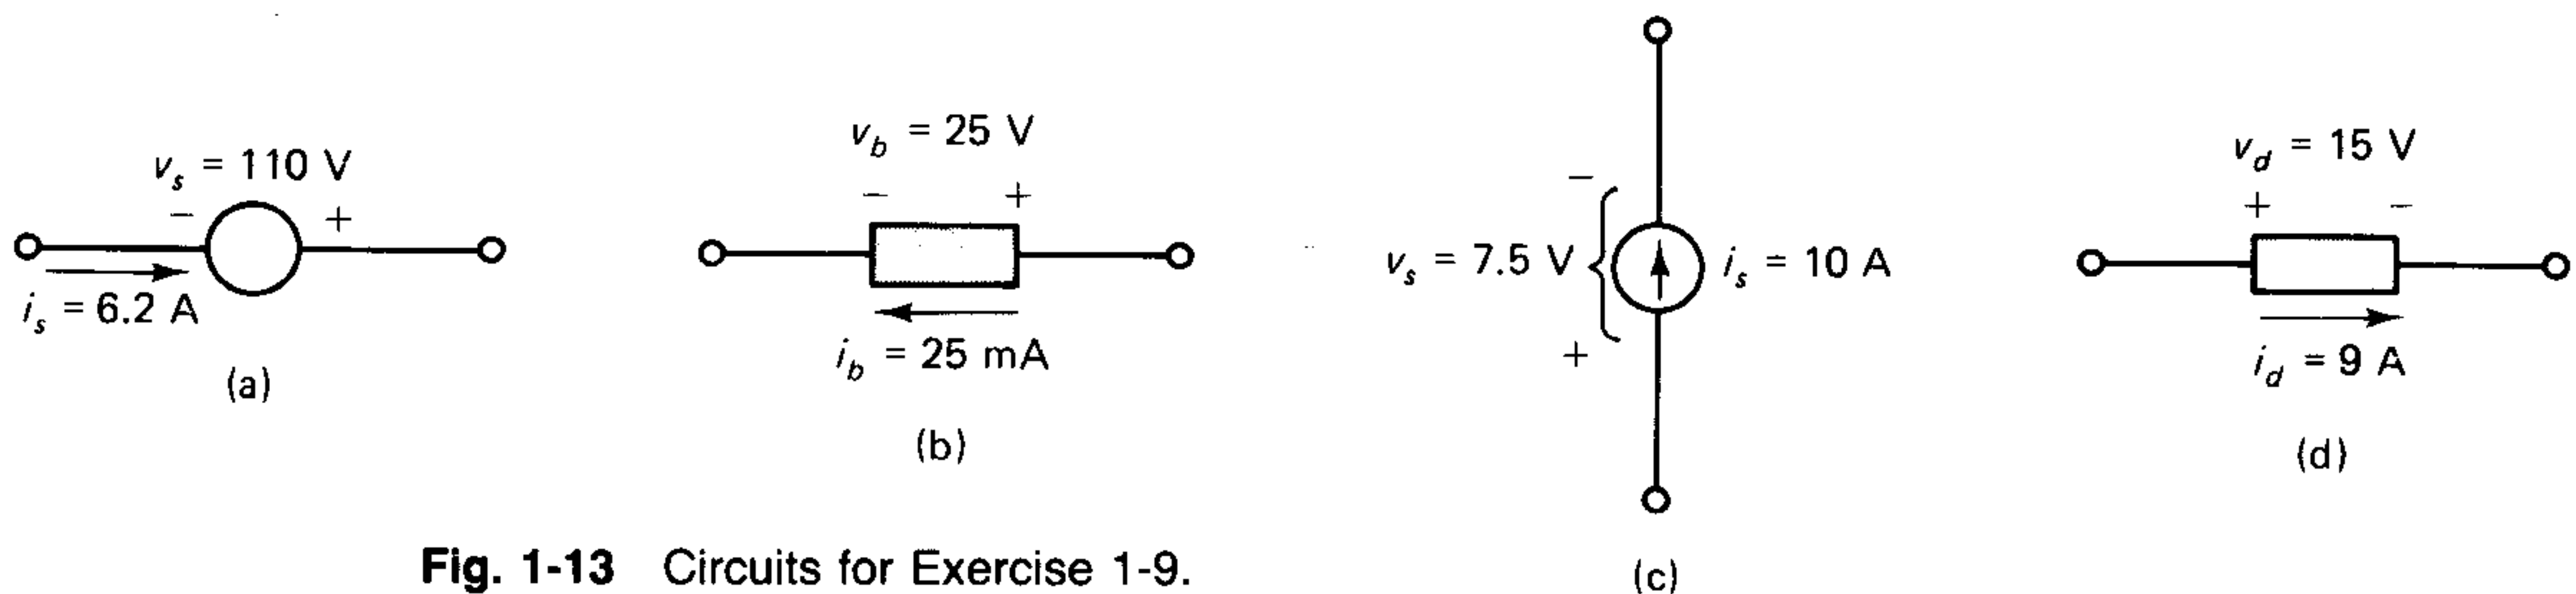 v_s = 110 V
− +
i_s = 6.2 A
(a)
v_b = 25 V
− +
i_b = 25 mA
(b)
−
v_s = 7.5 V
i_s = 10 A
+
(c)
v_d = 15 V
+ −
i_d = 9 A
(d)
Fig. 1-13 Circuits for Exercise 1-9.